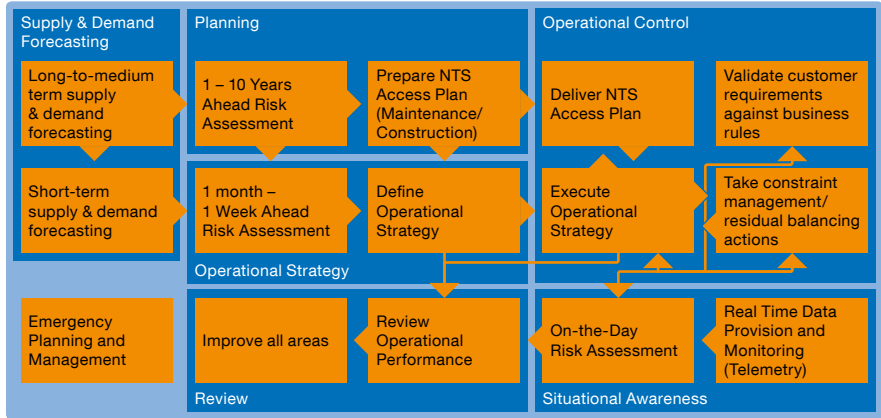 Supply & Demand
Forecasting
Planning
Operational Control
Long-to-medium
term supply
& demand
forecasting
1 – 10 Years
Ahead Risk
Assessment
Prepare NTS
Access Plan
(Maintenance/
Construction)
Deliver NTS
Access Plan
Validate customer
requirements
against business
rules
Short-term
supply & demand
forecasting
1 month –
1 Week Ahead
Risk Assessment
Define
Operational
Strategy
Execute
Operational
Strategy
Take constraint
management/
residual balancing
actions
Operational Strategy
Emergency
Planning and
Management
Improve all areas
Review
Operational
Performance
On-the-Day
Risk Assessment
Real Time Data
Provision and
Monitoring
(Telemetry)
Review
Situational Awareness